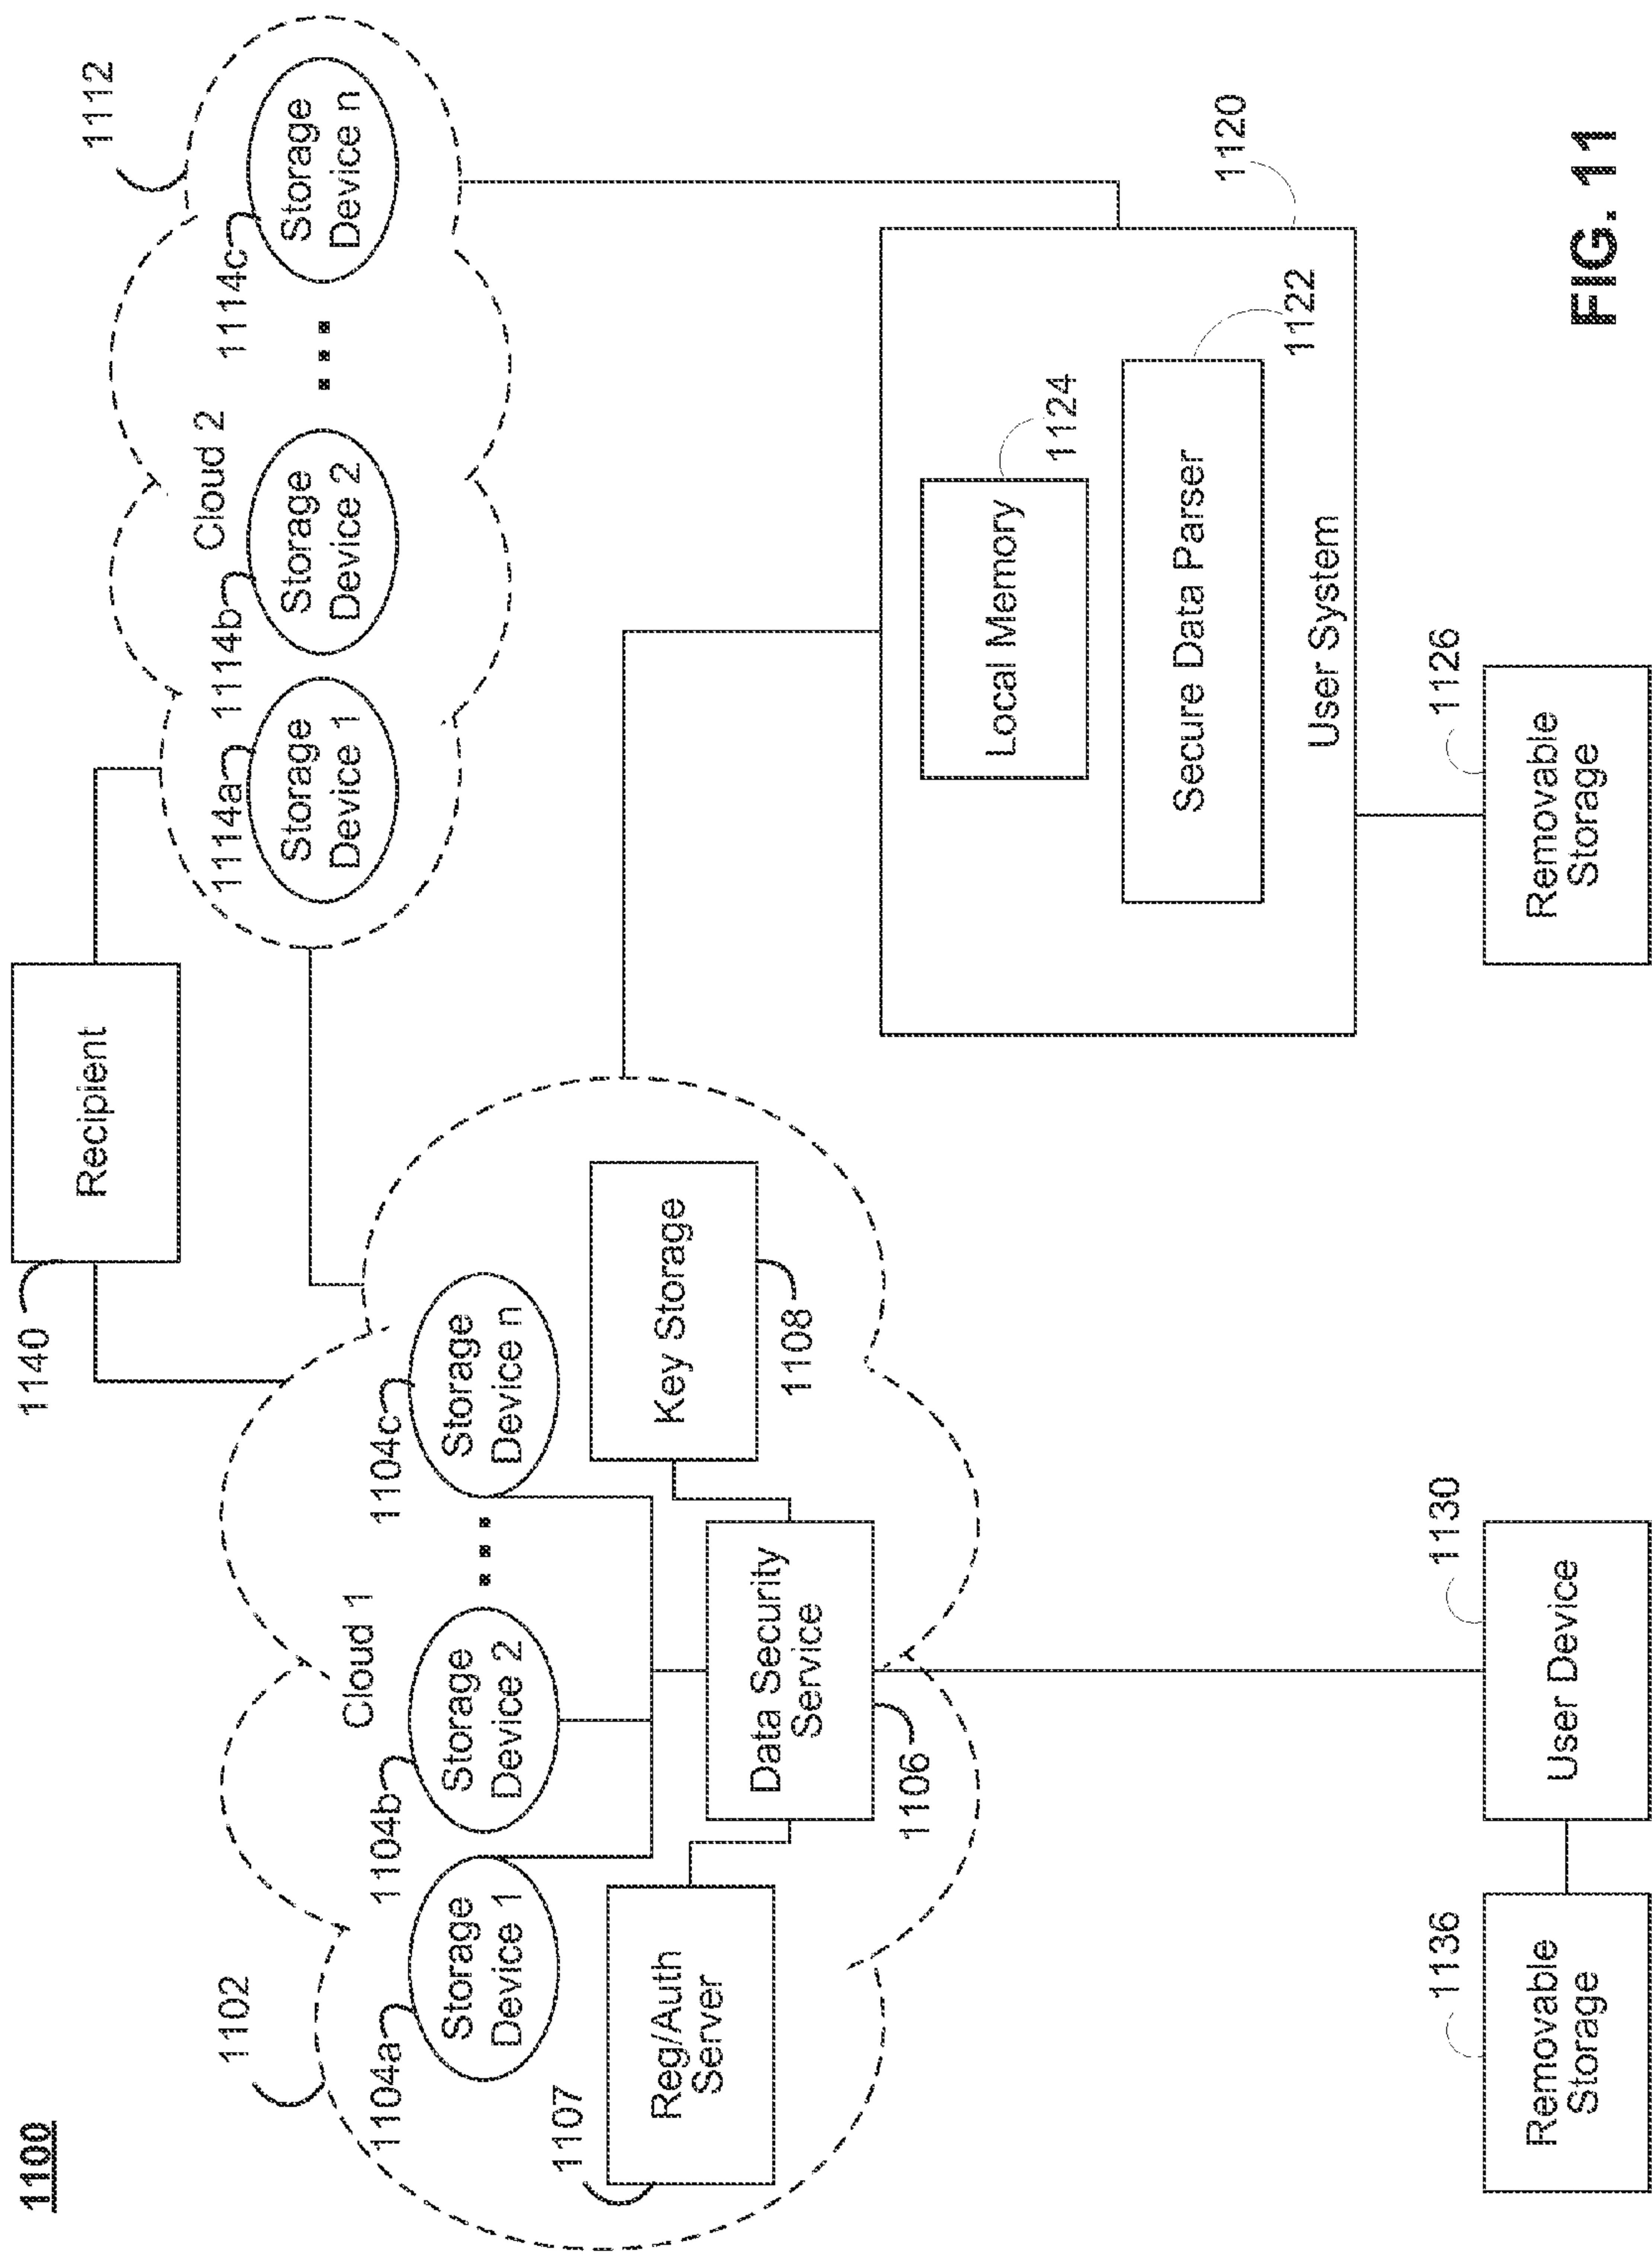 1100
1140
Recipient
1112
1102
Cloud 1
1104a
Storage
Device 1
1104b
Storage
Device 2
1104c
Storage
Device n
1107
Reg/Auth
Server
Data Security
Service
1106
Key Storage
1108
Cloud 2
1114a
Storage
Device 1
1114b
Storage
Device 2
1114c
Storage
Device n
1120
Local Memory
1124
Secure Data Parser
1122
User System
1136
Removable
Storage
1130
User Device
1126
Removable
Storage
FIG. 11